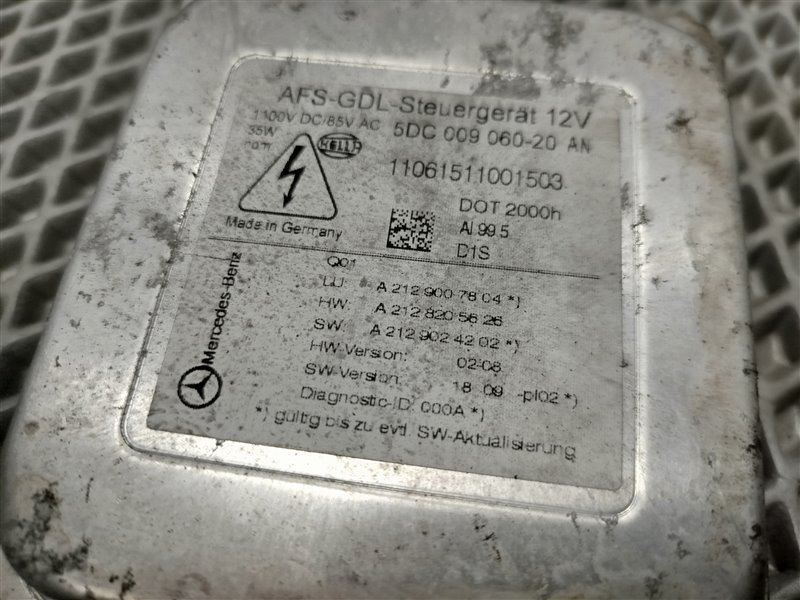 AFS-GDL-Steuergerät 12V
1100V DC/85V AC 5DC 009 060-20 AN
35W
HELLA
11061511001503
DOT 2000h
Made in Germany
Al 99.5
D1S
Q01
Mercedes-Benz
LU: A 212 900 78 04 *)
HW: A 212 820 56 26
SW: A 212 902 42 02 *)
HW-Version: 02-08
SW-Version: 18 09 -pl02 *)
Diagnostic-ID: 000A *)
*) gültig bis zu evtl. SW-Aktualisierung